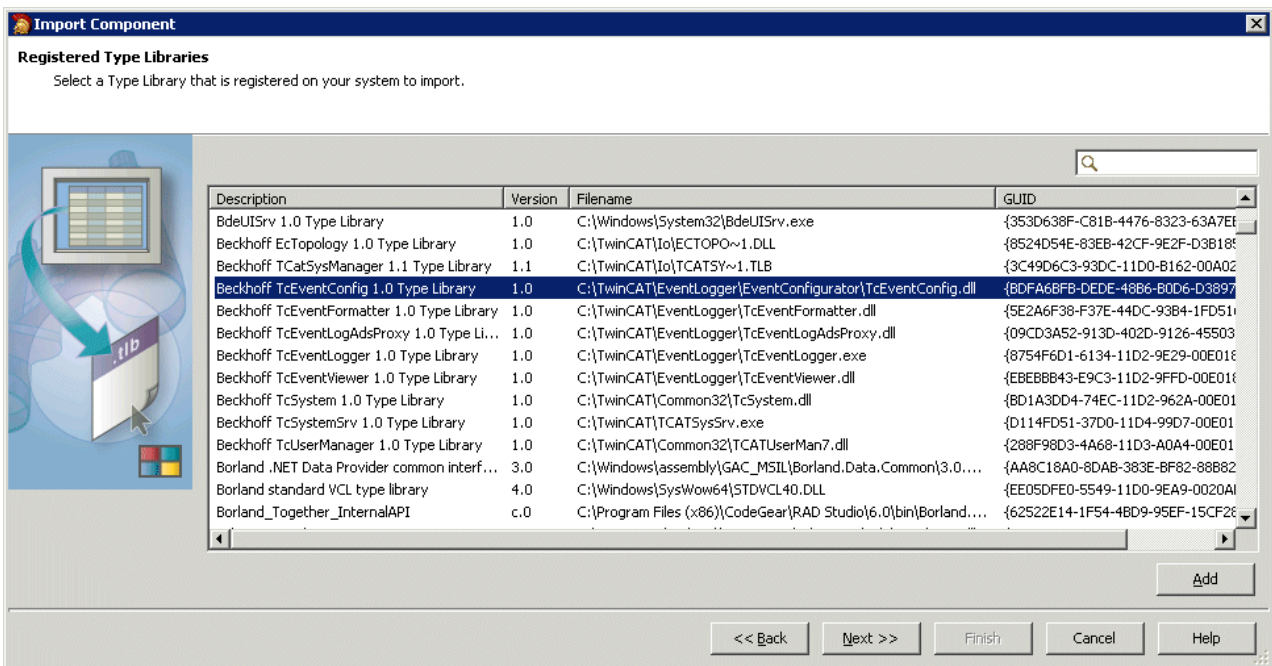 Import Component
Registered Type Libraries
Select a Type Library that is registered on your system to import.
.tlb
Description Version Filename GUID
BdeUISrv 1.0 Type Library 1.0 C:\Windows\System32\BdeUISrv.exe {353D638F-C81B-4476-8323-63A7EE
Beckhoff EcTopology 1.0 Type Library 1.0 C:\TwinCAT\Io\ECTOPO~1.DLL {8524D54E-83EB-42CF-9E2F-D3B185
Beckhoff TCatSysManager 1.1 Type Library 1.1 C:\TwinCAT\Io\TCATSY~1.TLB {3C49D6C3-93DC-11D0-B162-00A02
Beckhoff TcEventConfig 1.0 Type Library 1.0 C:\TwinCAT\EventLogger\EventConfigurator\TcEventConfig.dll {BDFA6BFB-DEDE-48B6-B0D6-D3897
Beckhoff TcEventFormatter 1.0 Type Library 1.0 C:\TwinCAT\EventLogger\TcEventFormatter.dll {5E2A6F38-F37E-44DC-93B4-1FD51
Beckhoff TcEventLogAdsProxy 1.0 Type Li... 1.0 C:\TwinCAT\EventLogger\TcEventLogAdsProxy.dll {09CD3A52-913D-402D-9126-45503
Beckhoff TcEventLogger 1.0 Type Library 1.0 C:\TwinCAT\EventLogger\TcEventLogger.exe {8754F6D1-6134-11D2-9E29-00E018
Beckhoff TcEventViewer 1.0 Type Library 1.0 C:\TwinCAT\EventLogger\TcEventViewer.dll {EBEBBB43-E9C3-11D2-9FFD-00E018
Beckhoff TcSystem 1.0 Type Library 1.0 C:\TwinCAT\Common32\TcSystem.dll {BD1A3DD4-74EC-11D2-962A-00E01
Beckhoff TcSystemSrv 1.0 Type Library 1.0 C:\TwinCAT\TCATSysSrv.exe {D114FD51-37D0-11D4-99D7-00E01
Beckhoff TcUserManager 1.0 Type Library 1.0 C:\TwinCAT\Common32\TCATUserMan7.dll {288F98D3-4A68-11D3-A0A4-00E01
Borland .NET Data Provider common interf... 3.0 C:\Windows\assembly\GAC_MSIL\Borland.Data.Common\3.0.... {AA8C18A0-8DAB-383E-BF82-88B82
Borland standard VCL type library 4.0 C:\Windows\SysWow64\STDVCL40.DLL {EE05DFE0-5549-11D0-9EA9-0020A
Borland_Together_InternalAPI c.0 C:\Program Files (x86)\CodeGear\RAD Studio\6.0\bin\Borland.... {62522E14-1F54-4BD9-95EF-15CF28
Add
<< Back Next >> Finish Cancel Help